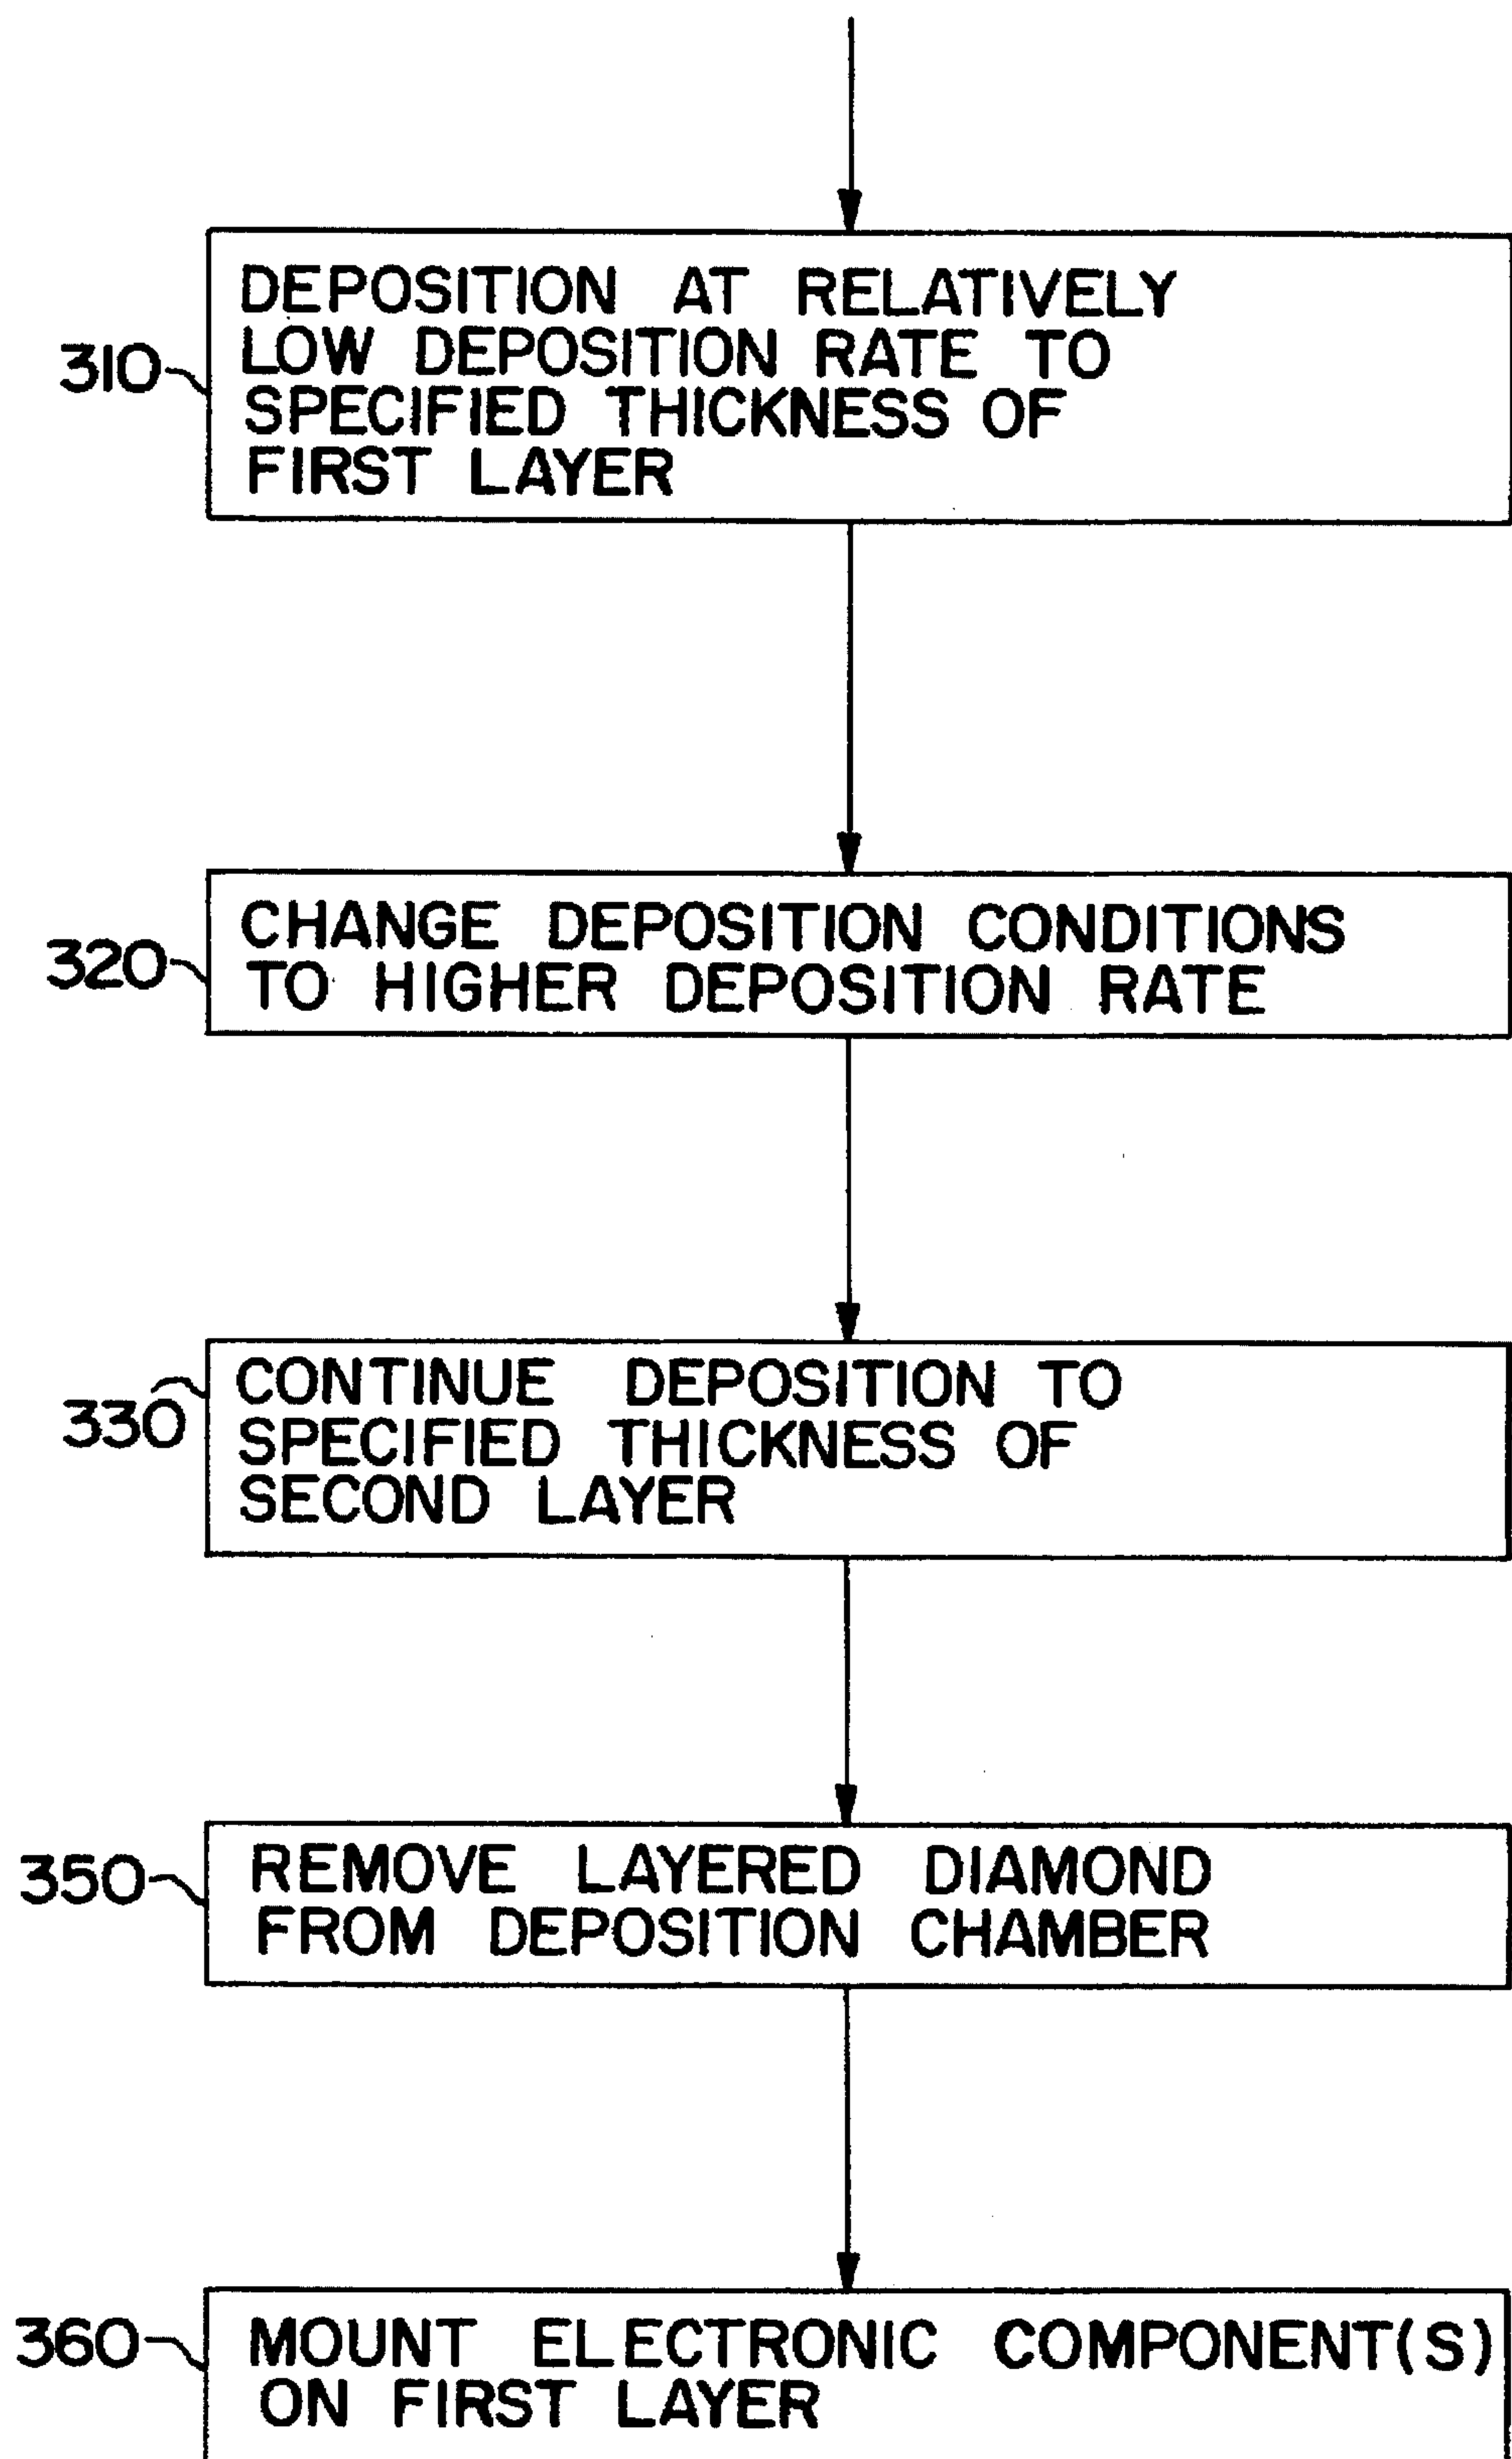 DEPOSITION AT RELATIVELY
LOW DEPOSITION RATE TO
310
SPECIFIED THICKNESS OF
FIRST LAYER
CHANGE DEPOSITION CONDITIONS
320
TO HIGHER DEPOSITION RATE
CONTINUE DEPOSITION TO
330
SPECIFIED THICKNESS OF
SECOND LAYER
REMOVE LAYERED DIAMOND
350
FROM DEPOSITION CHAMBER
360
MOUNT ELECTRONIC COMPONENT(S)
ON FIRST LAYER